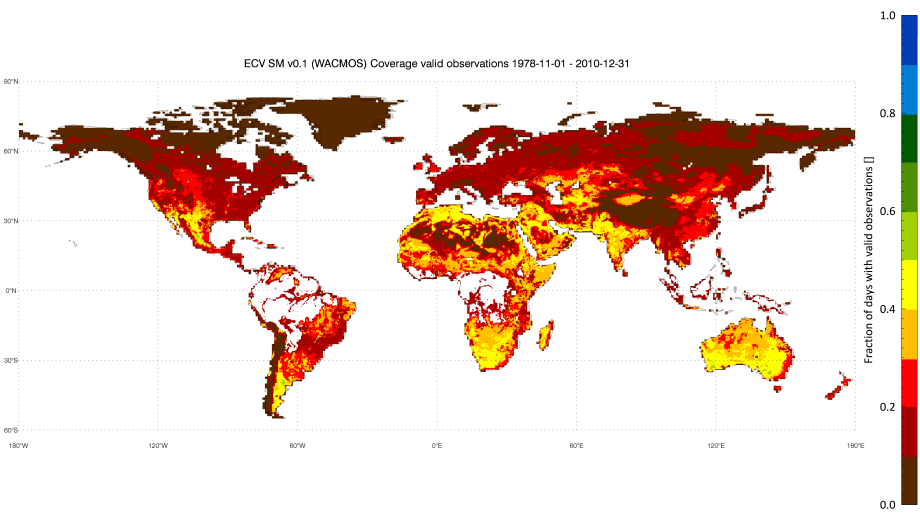 ECV SM v0.1 (WACMOS) Coverage valid observations 1978-11-01 - 2010-12-31
90°N
60°N
30°N
0°N
30°S
60°S
180°W
120°W
60°W
0°E
60°E
120°E
180°E
1.0
0.8
0.6
0.4
0.2
0.0
Fraction of days with valid observations []